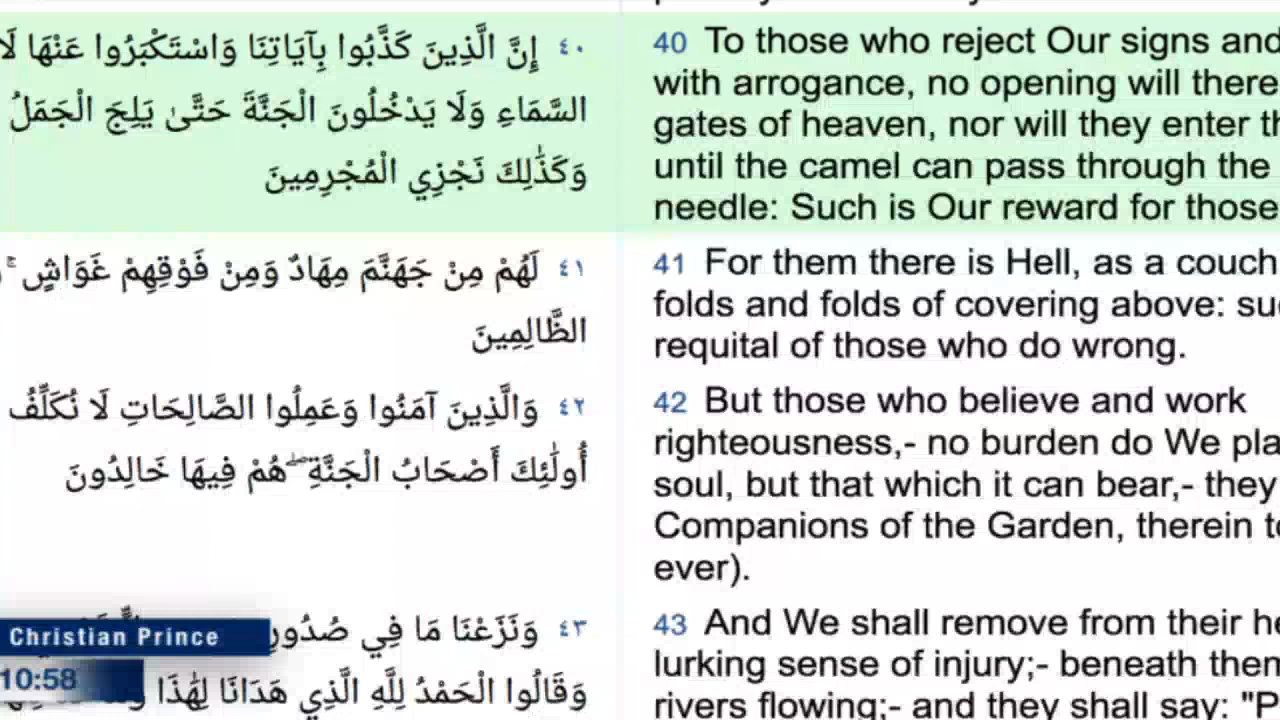 ٤٠ إِنَّ الَّذِينَ كَذَّبُوا بِآيَاتِنَا وَاسْتَكْبَرُوا عَنْهَا لَا
السَّمَاءِ وَلَا يَدْخُلُونَ الْجَنَّةَ حَتَّىٰ يَلِجَ الْجَمَلُ
وَكَذَٰلِكَ نَجْزِي الْمُجْرِمِينَ
٤١ لَهُمْ مِنْ جَهَنَّمَ مِهَادٌ وَمِنْ فَوْقِهِمْ غَوَاشٍ ۚ
الظَّالِمِينَ
٤٢ وَالَّذِينَ آمَنُوا وَعَمِلُوا الصَّالِحَاتِ لَا نُكَلِّفُ
أُولَٰئِكَ أَصْحَابُ الْجَنَّةِ ۖ هُمْ فِيهَا خَالِدُونَ
٤٣ وَنَزَعْنَا مَا فِي صُدُورِ
وَقَالُوا الْحَمْدُ لِلَّهِ الَّذِي هَدَانَا لِهَٰذَا
40 To those who reject Our signs and
with arrogance, no opening will there
gates of heaven, nor will they enter th
until the camel can pass through the
needle: Such is Our reward for those
41 For them there is Hell, as a couch
folds and folds of covering above: su
requital of those who do wrong.
42 But those who believe and work
righteousness,- no burden do We pla
soul, but that which it can bear,- they
Companions of the Garden, therein to
ever).
43 And We shall remove from their he
lurking sense of injury;- beneath them
rivers flowing;- and they shall say: "P
Christian Prince
10:58